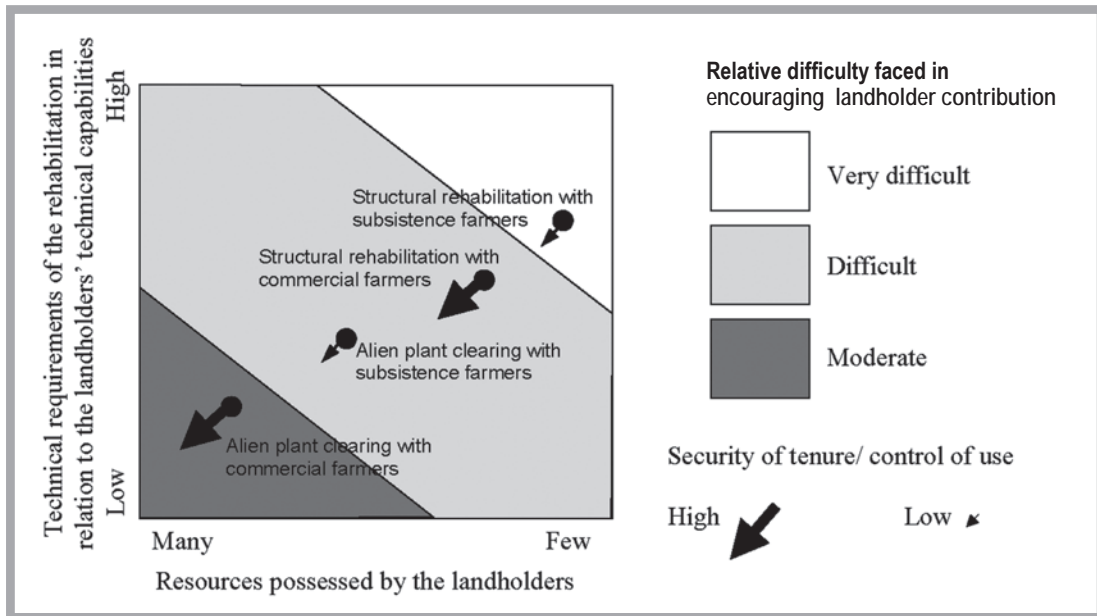 Technical requirements of the rehabilitation in
relation to the landholders' technical capabilities
High
Low
Structural rehabilitation with
subsistence farmers
Structural rehabilitation with
commercial farmers
Alien plant clearing with
subsistence farmers
Alien plant clearing with
commercial farmers
Many
Few
Resources possessed by the landholders
Relative difficulty faced in
encouraging landholder contribution
Very difficult
Difficult
Moderate
Security of tenure/ control of use
High
Low